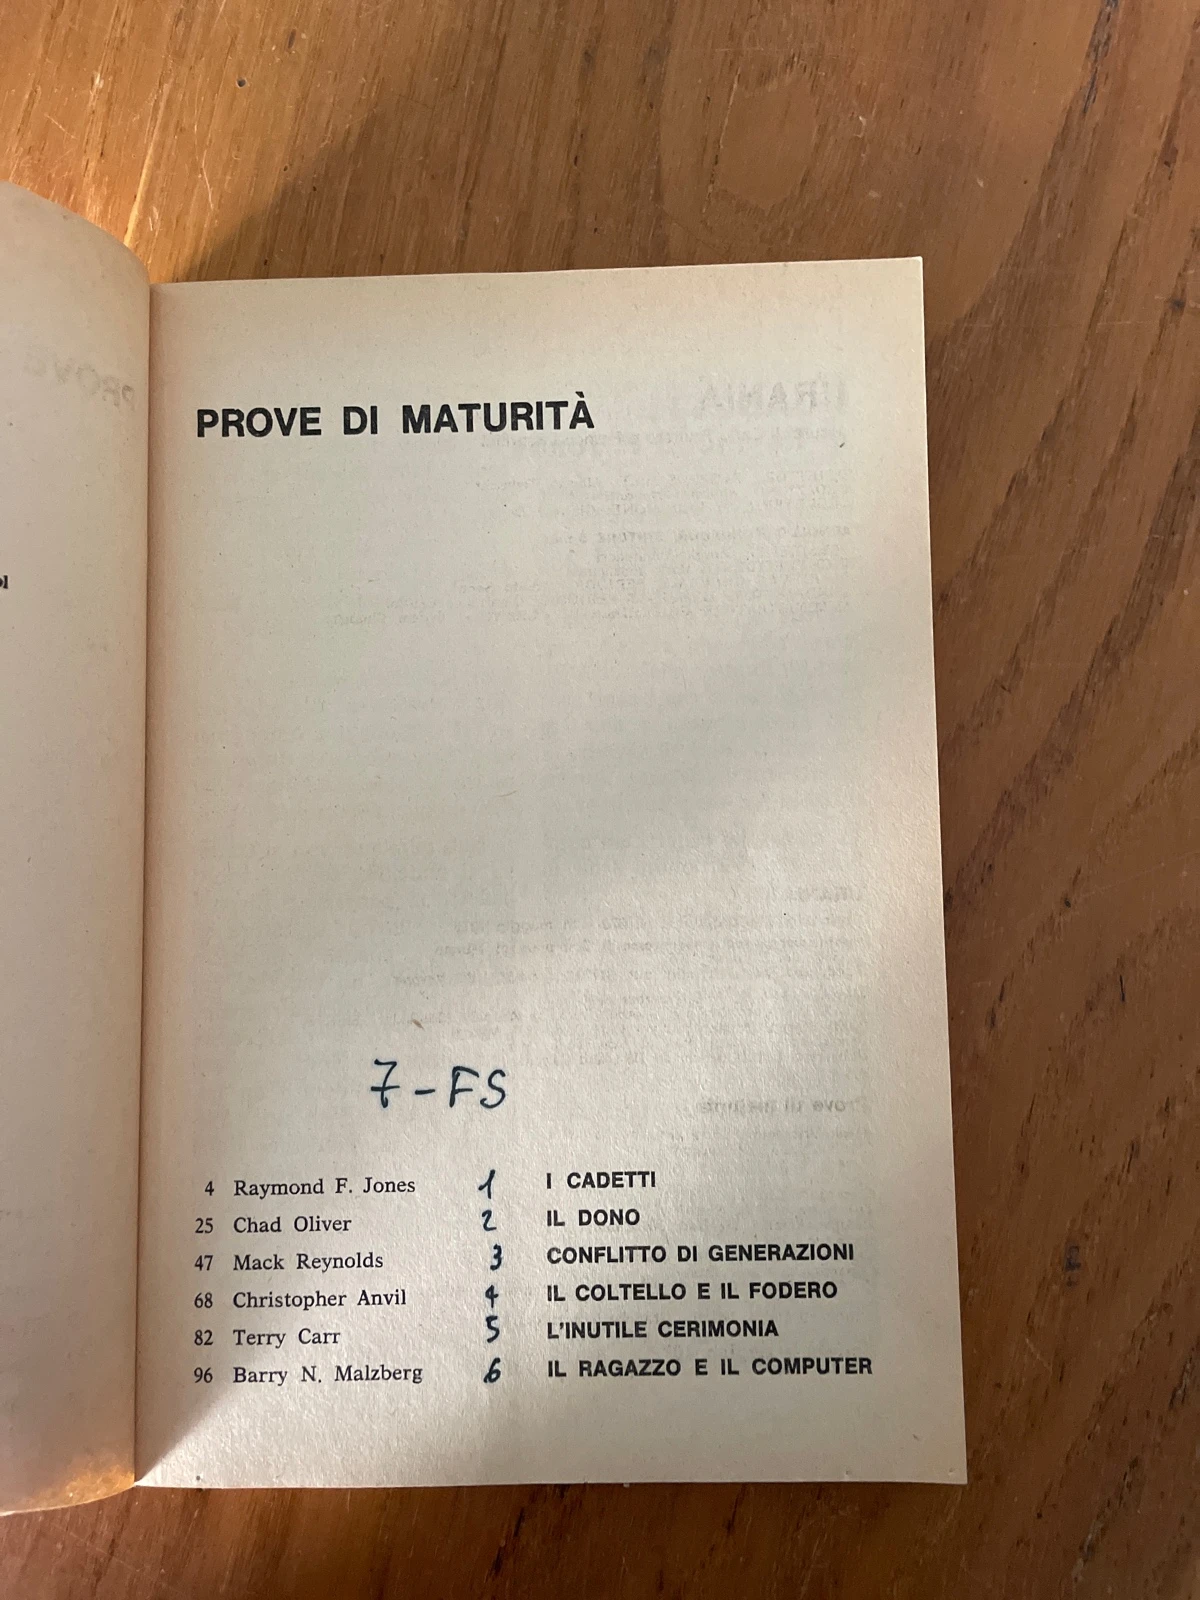 PROVE DI MATURITÀ
7-FS
4 Raymond F. Jones 1 I CADETTI
25 Chad Oliver 2 IL DONO
47 Mack Reynolds 3 CONFLITTO DI GENERAZIONI
68 Christopher Anvil 4 IL COLTELLO E IL FODERO
82 Terry Carr 5 L'INUTILE CERIMONIA
96 Barry N. Malzberg 6 IL RAGAZZO E IL COMPUTER